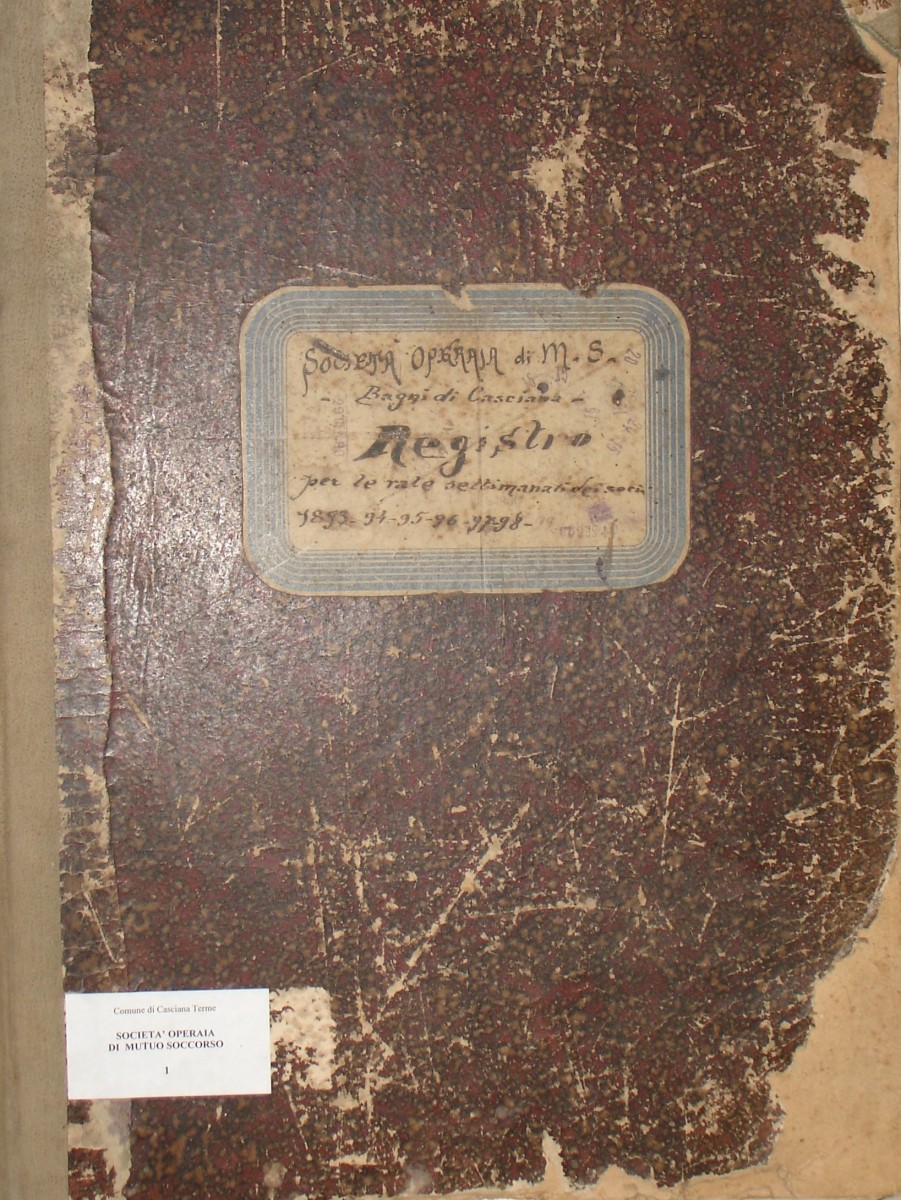 SOCIETÀ OPERAIA di M. S.
- Bagni di Casciana -
Registro
per le rate settimanali dei soci
1893-94-95-96-97-98-
Comune di Casciana Terme
SOCIETA' OPERAIA
DI MUTUO SOCCORSO
1